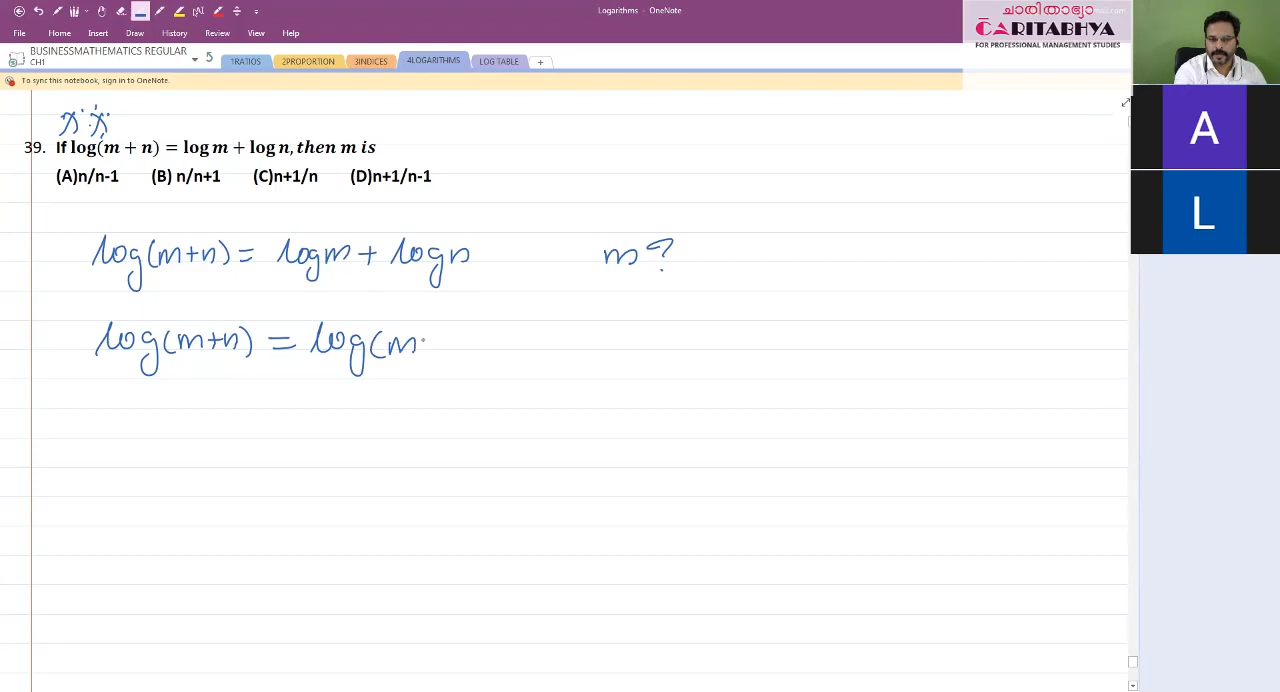 Logarithms - OneNote
ചാരിതാഭ്യാ
CARITABHYA
FOR PROFESSIONAL MANAGEMENT STUDIES
File Home Insert Draw History Review View Help
BUSINESSMATHEMATICS REGULAR
CH1
1RATIOS 2PROPORTION 3INDICES 4LOGARITHMS LOG TABLE +
To sync this notebook, sign in to OneNote.
39. If log(m + n) = log m + log n, then m is
(A)n/n-1 (B) n/n+1 (C)n+1/n (D)n+1/n-1
log(m+n) = logm + logn m ?
log(m+n) = log(m
A
L